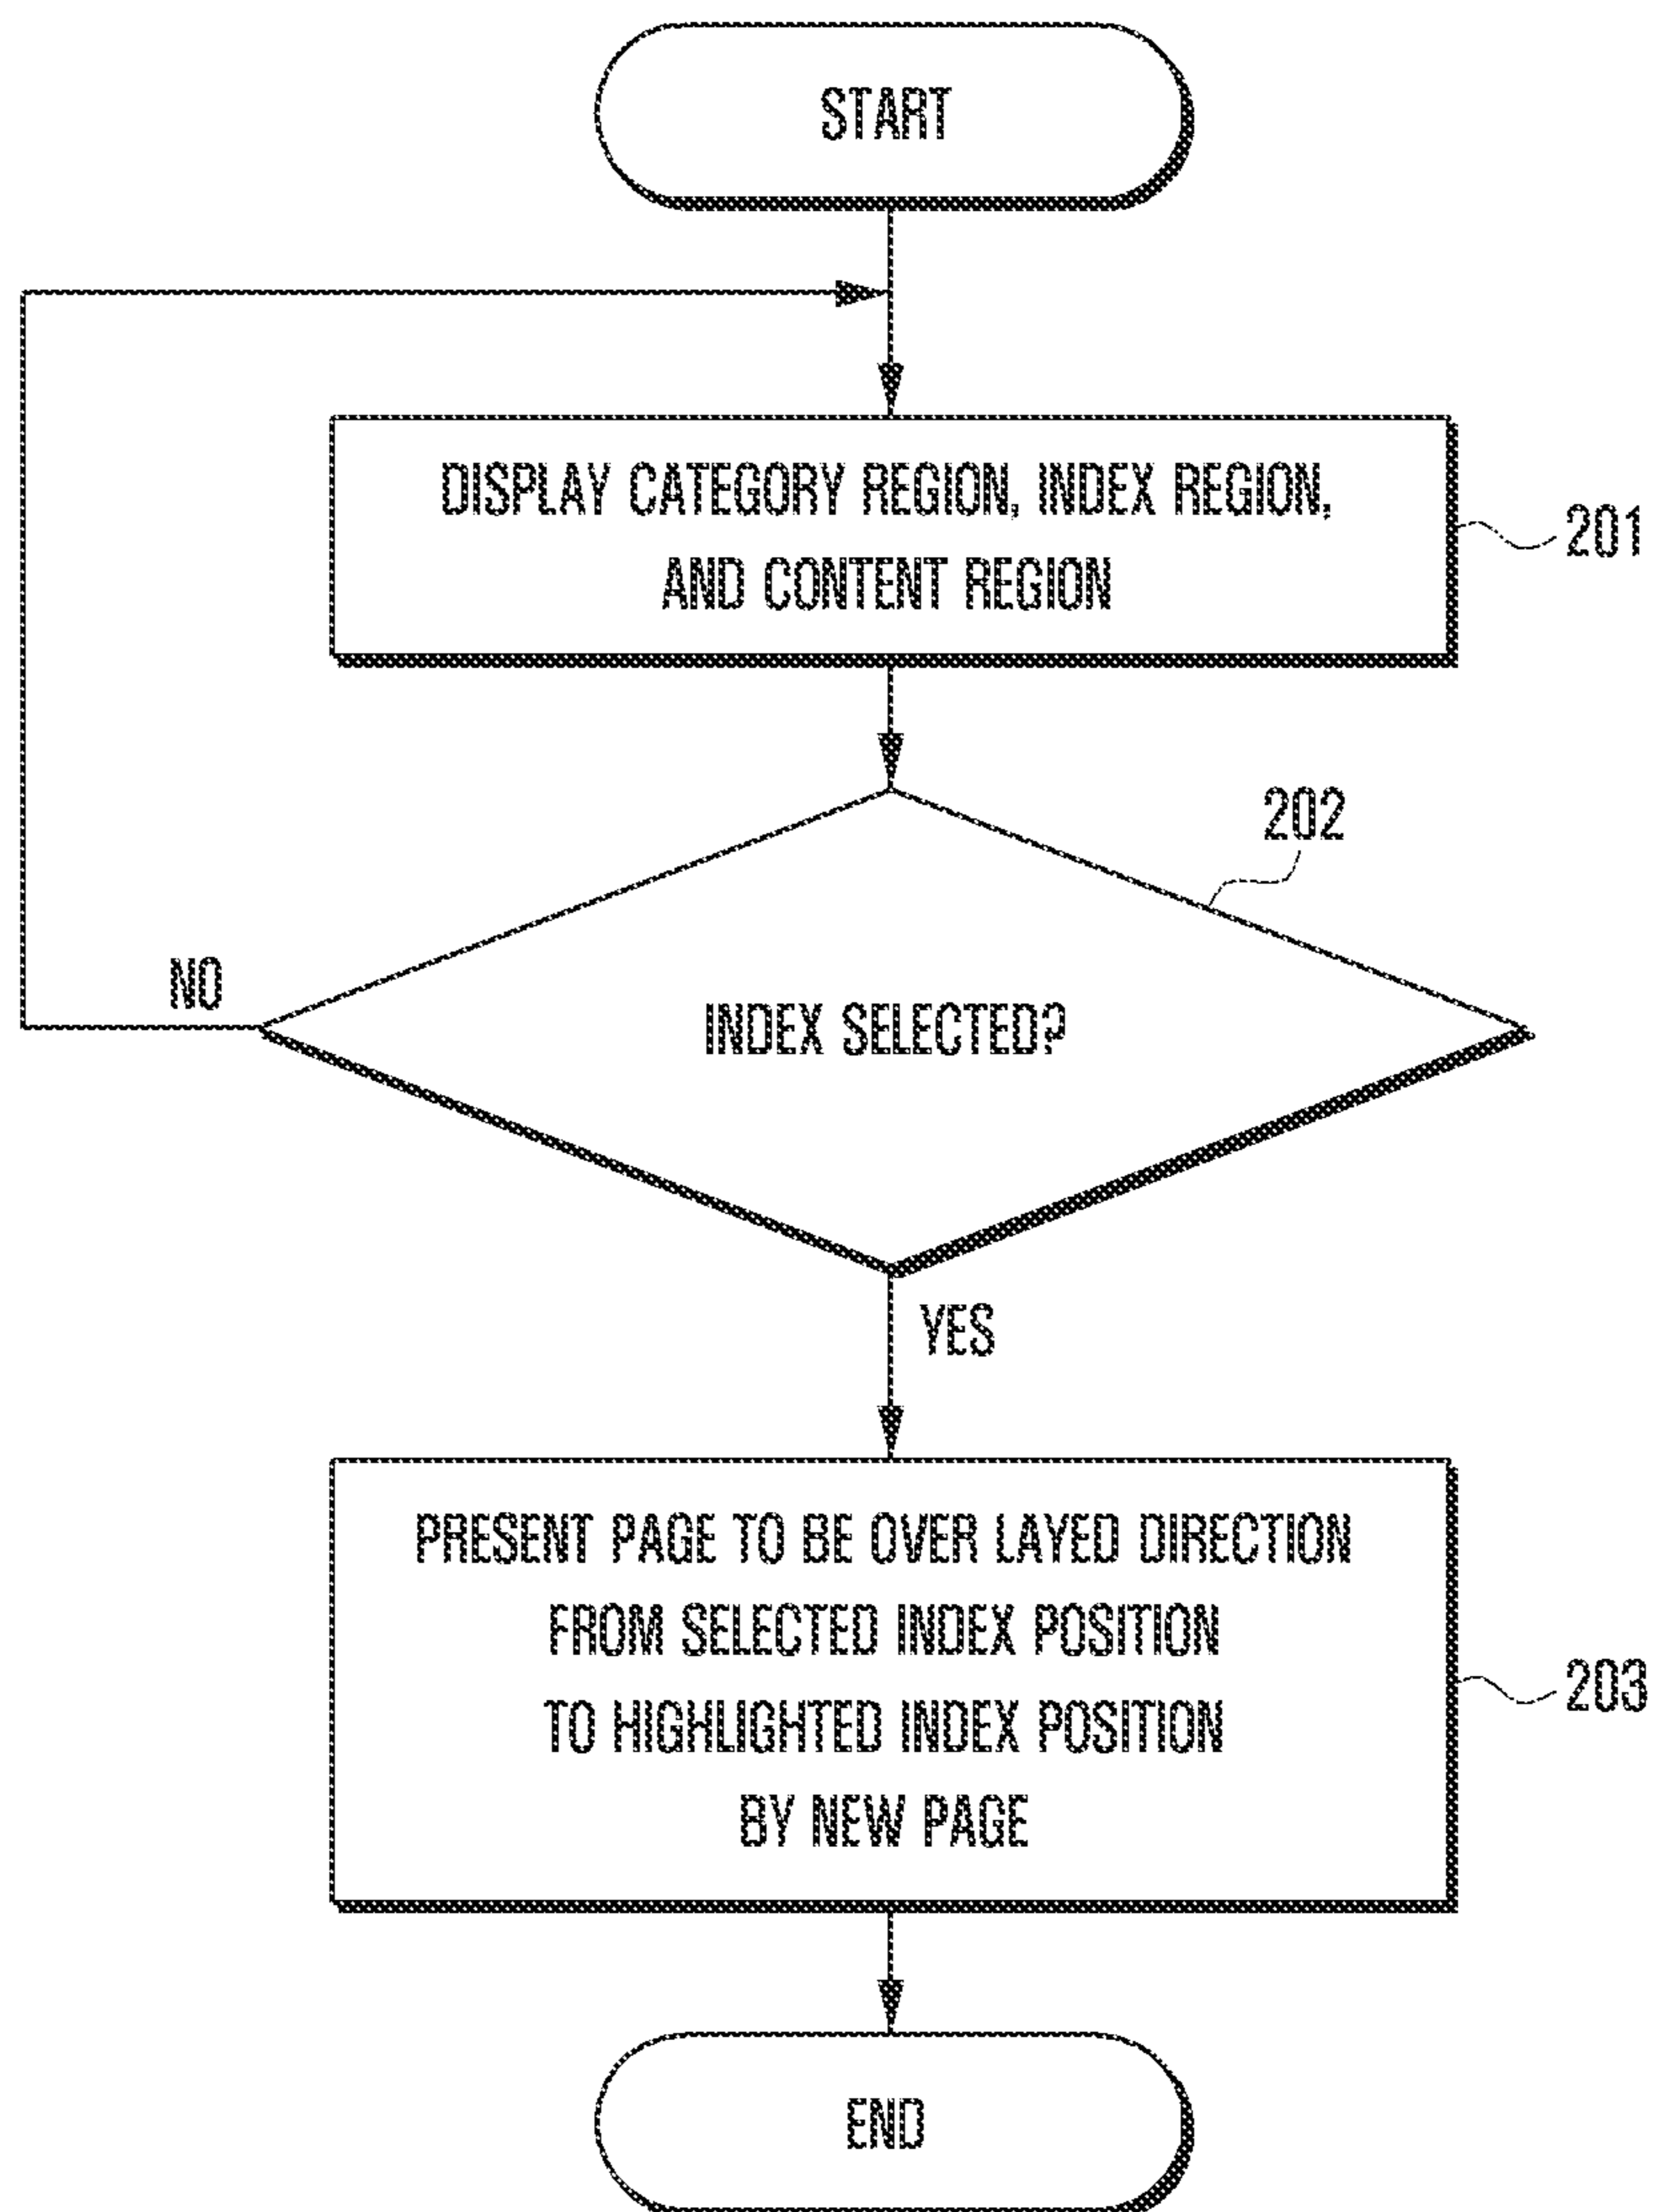 START
DISPLAY CATEGORY REGION, INDEX REGION,
AND CONTENT REGION
201
202
INDEX SELECTED?
NO
YES
PRESENT PAGE TO BE OVER LAYED DIRECTION
FROM SELECTED INDEX POSITION
TO HIGHLIGHTED INDEX POSITION
BY NEW PAGE
203
END